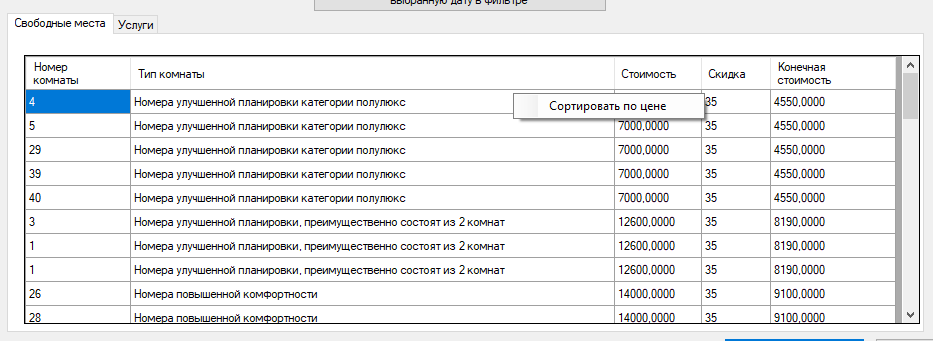 выбранную дату в фильтре
Свободные места Услуги
Номер комнаты Тип комнаты Стоимость Скидка Конечная стоимость
4 Номера улучшенной планировки категории полулюкс 35 4550,0000
Сортировать по цене
5 Номера улучшенной планировки категории полулюкс 7000,0000 35 4550,0000
29 Номера улучшенной планировки категории полулюкс 7000,0000 35 4550,0000
39 Номера улучшенной планировки категории полулюкс 7000,0000 35 4550,0000
40 Номера улучшенной планировки категории полулюкс 7000,0000 35 4550,0000
3 Номера улучшенной планировки, преимущественно состоят из 2 комнат 12600,0000 35 8190,0000
1 Номера улучшенной планировки, преимущественно состоят из 2 комнат 12600,0000 35 8190,0000
1 Номера улучшенной планировки, преимущественно состоят из 2 комнат 12600,0000 35 8190,0000
26 Номера повышенной комфортности 14000,0000 35 9100,0000
28 Номера повышенной комфортности 14000,0000 35 9100,0000